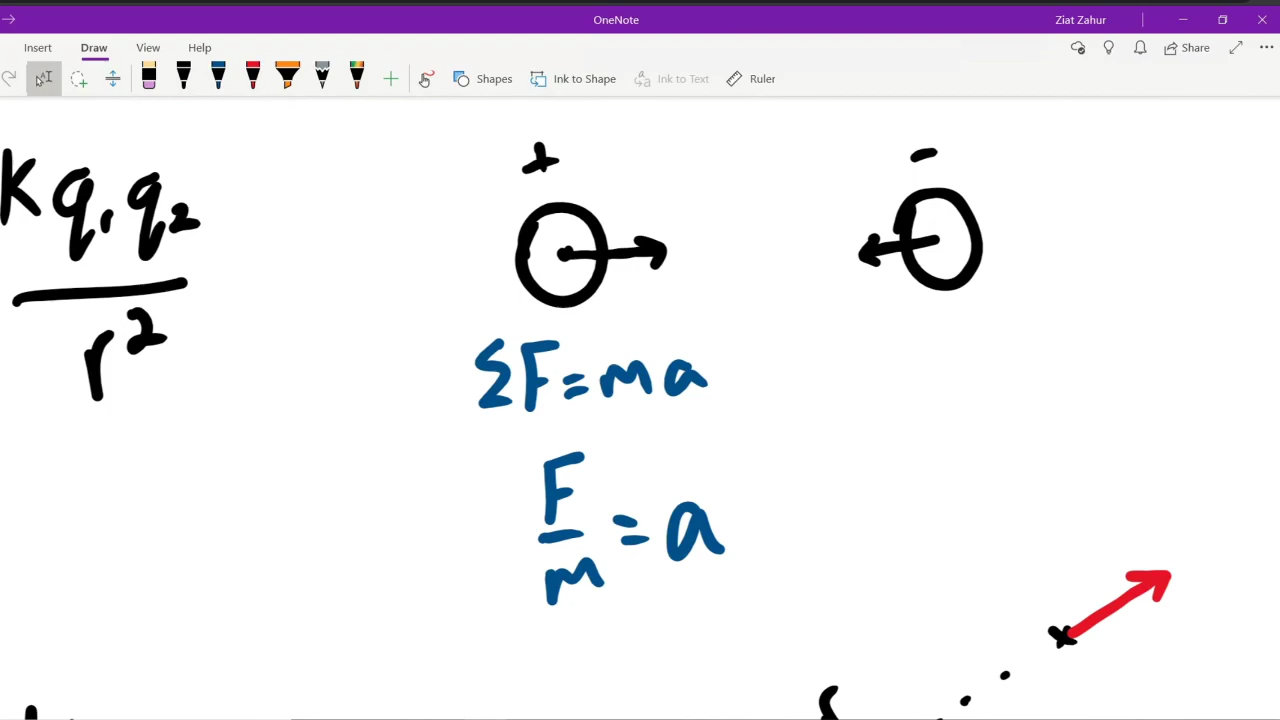 OneNote
Ziat Zahur
Insert Draw View Help
Share
Shapes Ink to Shape Ink to Text Ruler
+ -
Kq₁q₂
r²
ΣF=ma
F
m
=a